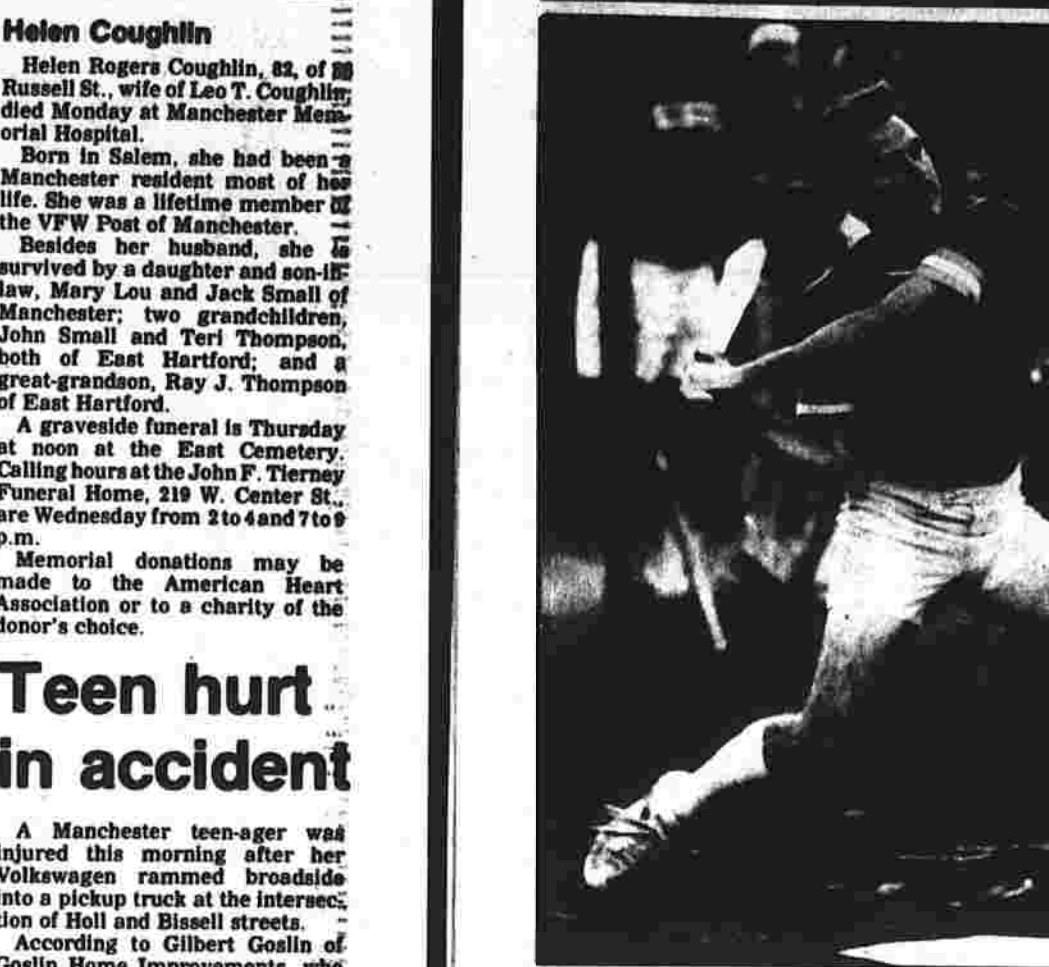 Helen Coughlin
Helen Rogers Coughlin, 82, of
Russell St., wife of Leo T. Coughlin,
died Monday at Manchester Mem-
orial Hospital.
Born in Salem, she had been a
Manchester resident most of her
life. She was a lifetime member of
the VFW Post of Manchester.
Besides her husband, she is
survived by a daughter and son-in-
law, Mary Lou and Jack Small of
Manchester; two grandchildren,
John Small and Teri Thompson,
both of East Hartford; and a
great-grandson, Ray J. Thompson
of East Hartford.
A graveside funeral is Thursday
at noon at the East Cemetery.
Calling hours at the John F. Tierney
Funeral Home, 219 W. Center St.,
are Wednesday from 2 to 4 and 7 to 9
p.m.
Memorial donations may be
made to the American Heart
Association or to a charity of the
donor's choice.
Teen hurt
in accident
A Manchester teen-ager was
injured this morning after her
Volkswagen rammed broadside
into a pickup truck at the intersec-
tion of Holl and Bissell streets.
According to Gilbert Goslin of
Goslin Home Improvements, who